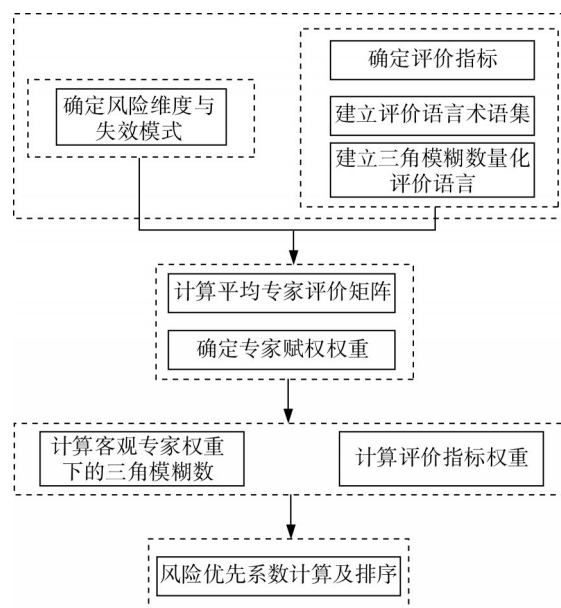 确定风险维度与
失效模式
确定评价指标
建立评价语言术语集
建立三角模糊数量化
评价语言
计算平均专家评价矩阵
确定专家赋权权重
计算客观专家权重
下的三角模糊数
计算评价指标权重
风险优先系数计算及排序